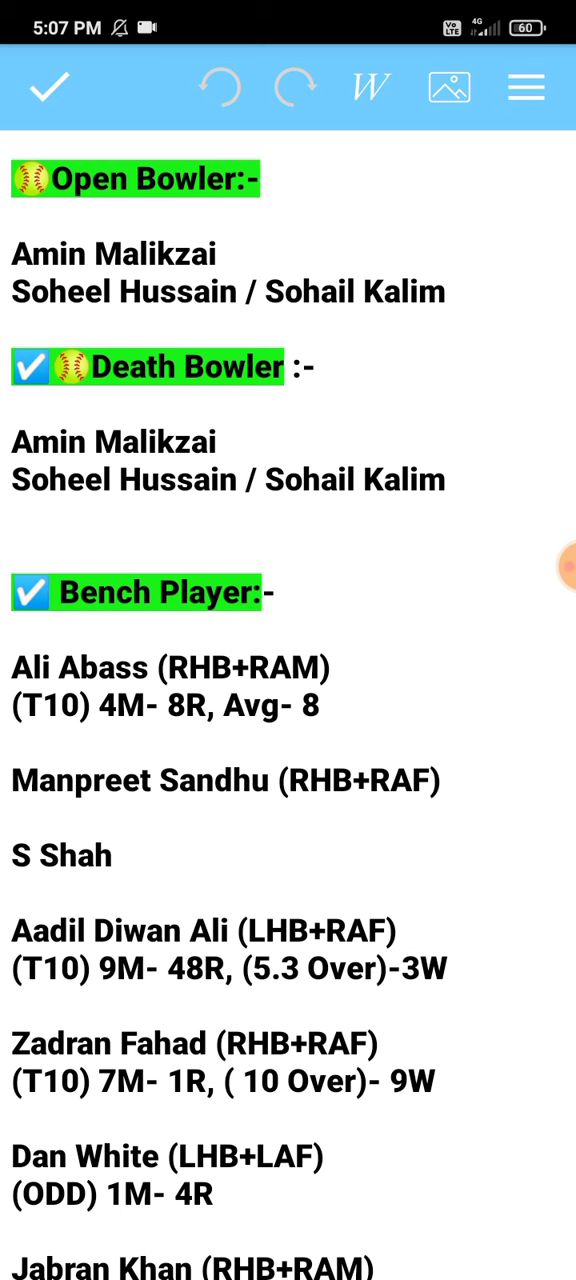 5:07 PM
Vo LTE 4G 60
W
Open Bowler:-
Amin Malikzai
Soheel Hussain / Sohail Kalim
Death Bowler :-
Amin Malikzai
Soheel Hussain / Sohail Kalim
Bench Player:-
Ali Abass (RHB+RAM)
(T10) 4M- 8R, Avg- 8
Manpreet Sandhu (RHB+RAF)
S Shah
Aadil Diwan Ali (LHB+RAF)
(T10) 9M- 48R, (5.3 Over)-3W
Zadran Fahad (RHB+RAF)
(T10) 7M- 1R, ( 10 Over)- 9W
Dan White (LHB+LAF)
(ODD) 1M- 4R
Jabran Khan (RHB+RAM)